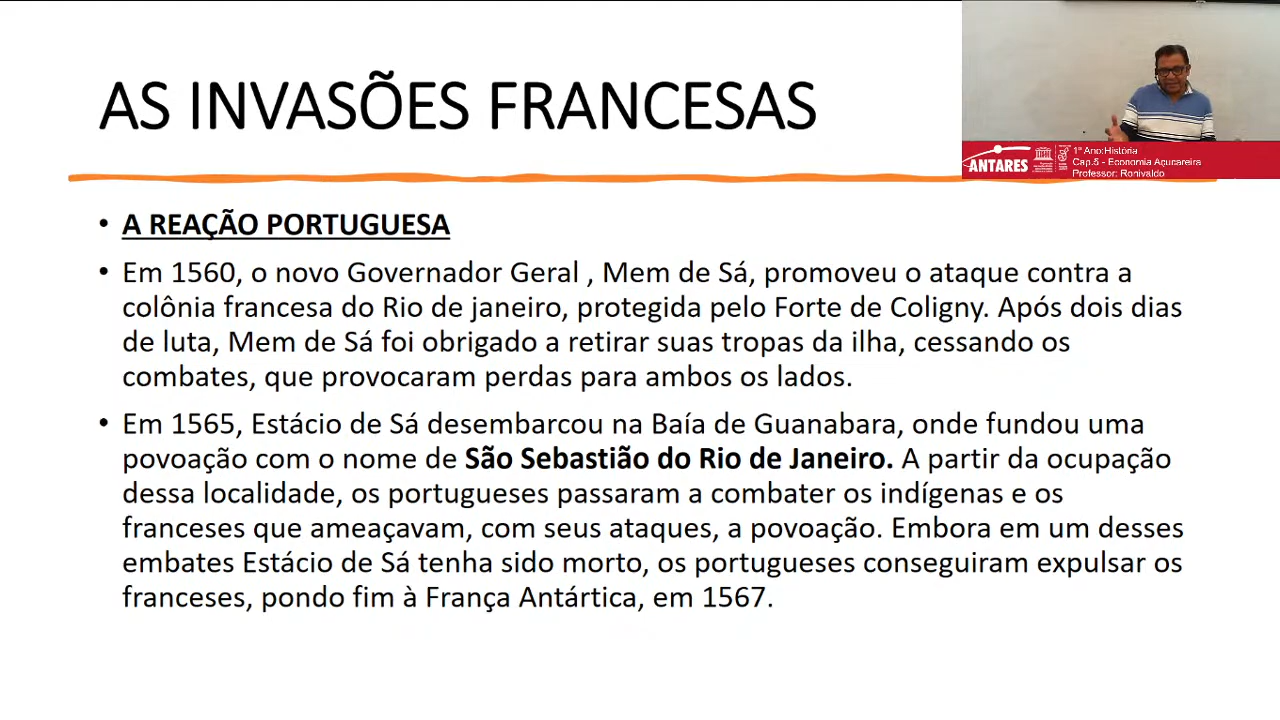 AS INVASÕES FRANCESAS
ANTARES
1ª Ano:História
Cap.5 - Economia Açucareira
Professor: Ronivaldo
• A REAÇÃO PORTUGUESA
• Em 1560, o novo Governador Geral , Mem de Sá, promoveu o ataque contra a
colônia francesa do Rio de janeiro, protegida pelo Forte de Coligny. Após dois dias
de luta, Mem de Sá foi obrigado a retirar suas tropas da ilha, cessando os
combates, que provocaram perdas para ambos os lados.
• Em 1565, Estácio de Sá desembarcou na Baía de Guanabara, onde fundou uma
povoação com o nome de São Sebastião do Rio de Janeiro. A partir da ocupação
dessa localidade, os portugueses passaram a combater os indígenas e os
franceses que ameaçavam, com seus ataques, a povoação. Embora em um desses
embates Estácio de Sá tenha sido morto, os portugueses conseguiram expulsar os
franceses, pondo fim à França Antártica, em 1567.